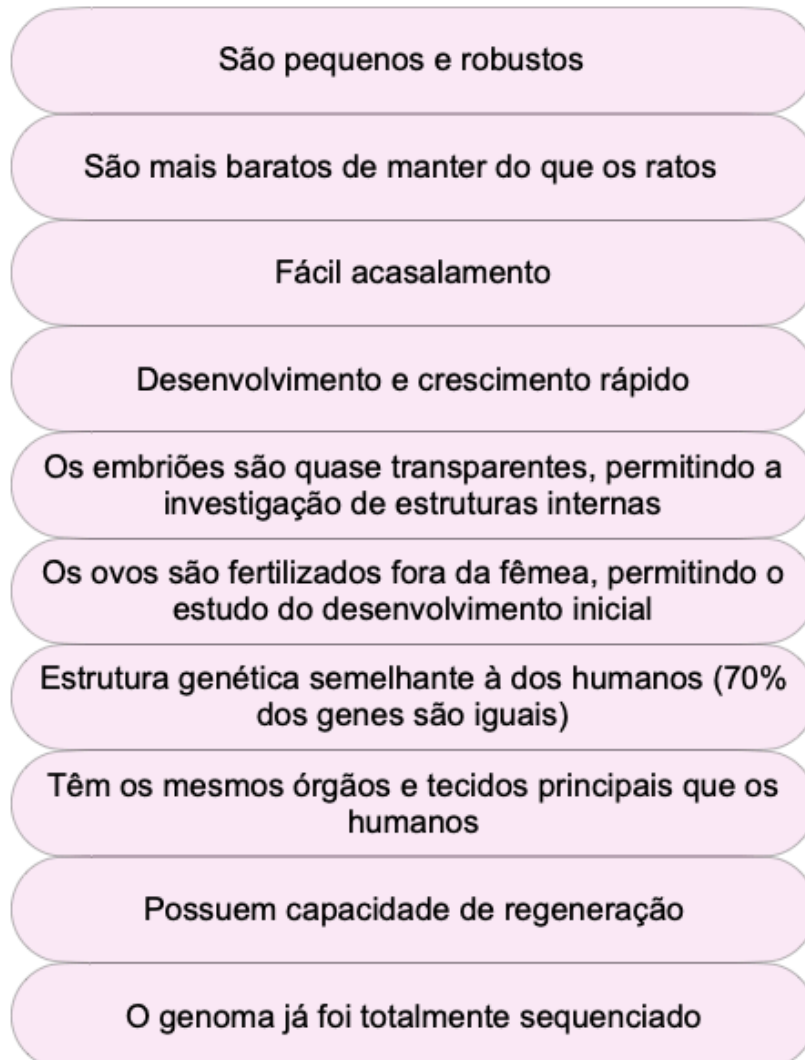 São pequenos e robustos
São mais baratos de manter do que os ratos
Fácil acasalamento
Desenvolvimento e crescimento rápido
Os embriões são quase transparentes, permitindo a
investigação de estruturas internas
Os ovos são fertilizados fora da fêmea, permitindo o
estudo do desenvolvimento inicial
Estrutura genética semelhante à dos humanos (70%
dos genes são iguais)
Têm os mesmos órgãos e tecidos principais que os
humanos
Possuem capacidade de regeneração
O genoma já foi totalmente sequenciado